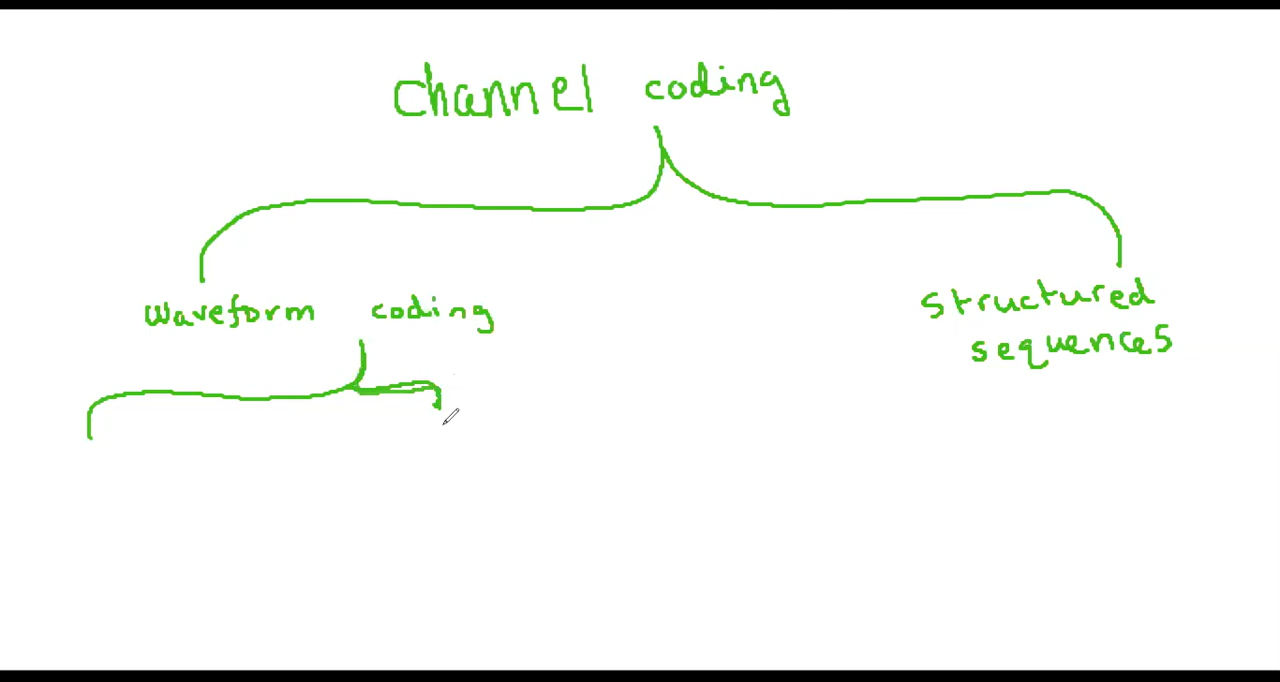 Channel coding
Waveform coding
structured
sequences